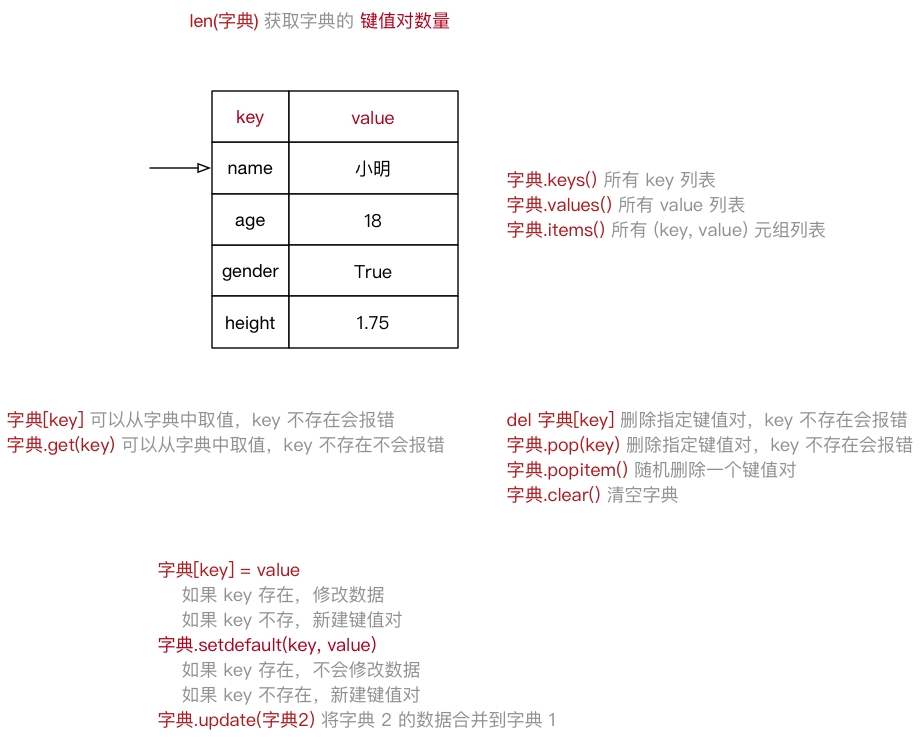 len(字典) 获取字典的 键值对数量
key value
name 小明
age 18
gender True
height 1.75
字典.keys() 所有 key 列表
字典.values() 所有 value 列表
字典.items() 所有 (key, value) 元组列表
字典[key] 可以从字典中取值，key 不存在会报错
字典.get(key) 可以从字典中取值，key 不存在不会报错
del 字典[key] 删除指定键值对，key 不存在会报错
字典.pop(key) 删除指定键值对，key 不存在会报错
字典.popitem() 随机删除一个键值对
字典.clear() 清空字典
字典[key] = value
如果 key 存在，修改数据
如果 key 不存，新建键值对
字典.setdefault(key, value)
如果 key 存在，不会修改数据
如果 key 不存在，新建键值对
字典.update(字典2) 将字典 2 的数据合并到字典 1